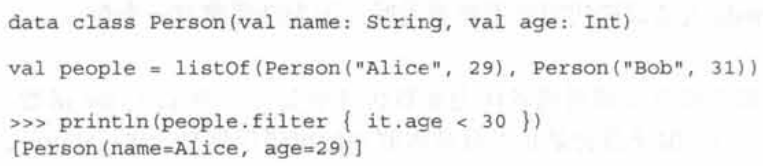 data class Person(val name: String, val age: Int)
val people = listOf(Person("Alice", 29), Person("Bob", 31))
>>> println(people.filter { it.age < 30 })
[Person(name=Alice, age=29)]